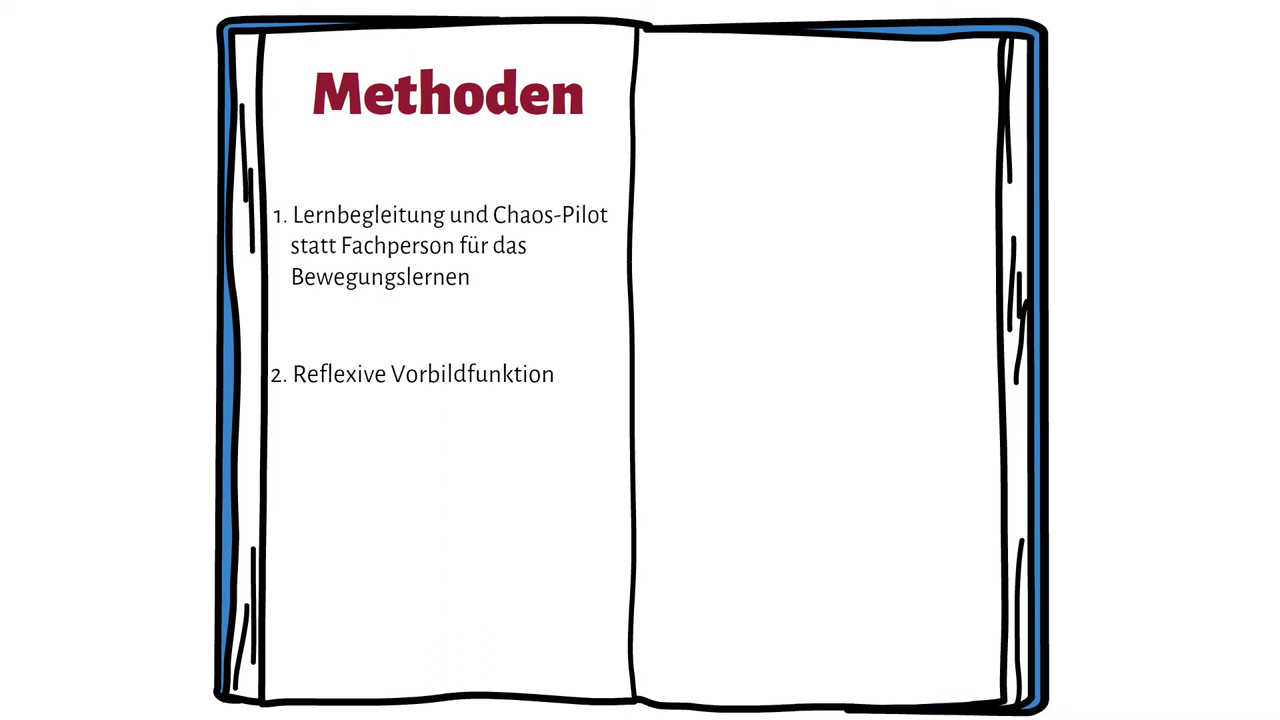 Methoden
1. Lernbegleitung und Chaos-Pilot
statt Fachperson für das
Bewegungslernen
2. Reflexive Vorbildfunktion